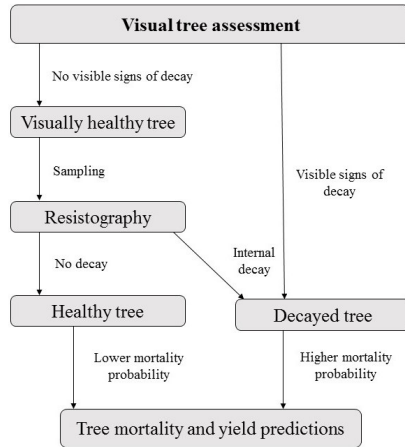 Visual tree assessment
No visible signs of decay
Visually healthy tree
Sampling
Visible signs of
decay
Resistography
No decay
Internal
decay
Healthy tree
Decayed tree
Lower mortality
probability
Higher mortality
probability
Tree mortality and yield predictions